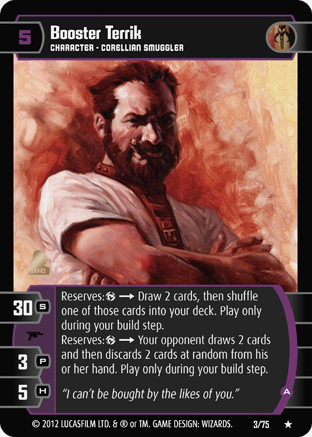 5 Booster Terrik
CHARACTER • CORELLIAN SMUGGLER
30 S
3 P
5 H
Reserves: → Draw 2 cards, then shuffle
one of those cards into your deck. Play only
during your build step.
Reserves: → Your opponent draws 2 cards
and then discards 2 cards at random from his
or her hand. Play only during your build step.
“I can't be bought by the likes of you.”
A
© 2012 LUCASFILM LTD. & ® or TM. GAME DESIGN: WIZARDS. 3/75 ★